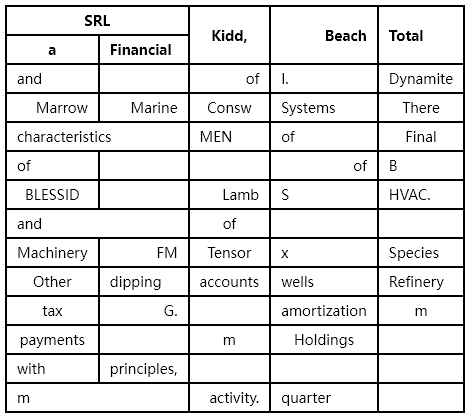 SRL Kidd, Beach Total
a Financial
and of I. Dynamite
Marrow Marine Consw Systems There
characteristics MEN of Final
of of B
BLESSID Lamb S HVAC.
and of
Machinery FM Tensor x Species
Other dipping accounts wells Refinery
tax G. amortization m
payments m Holdings
with principles,
m activity. quarter